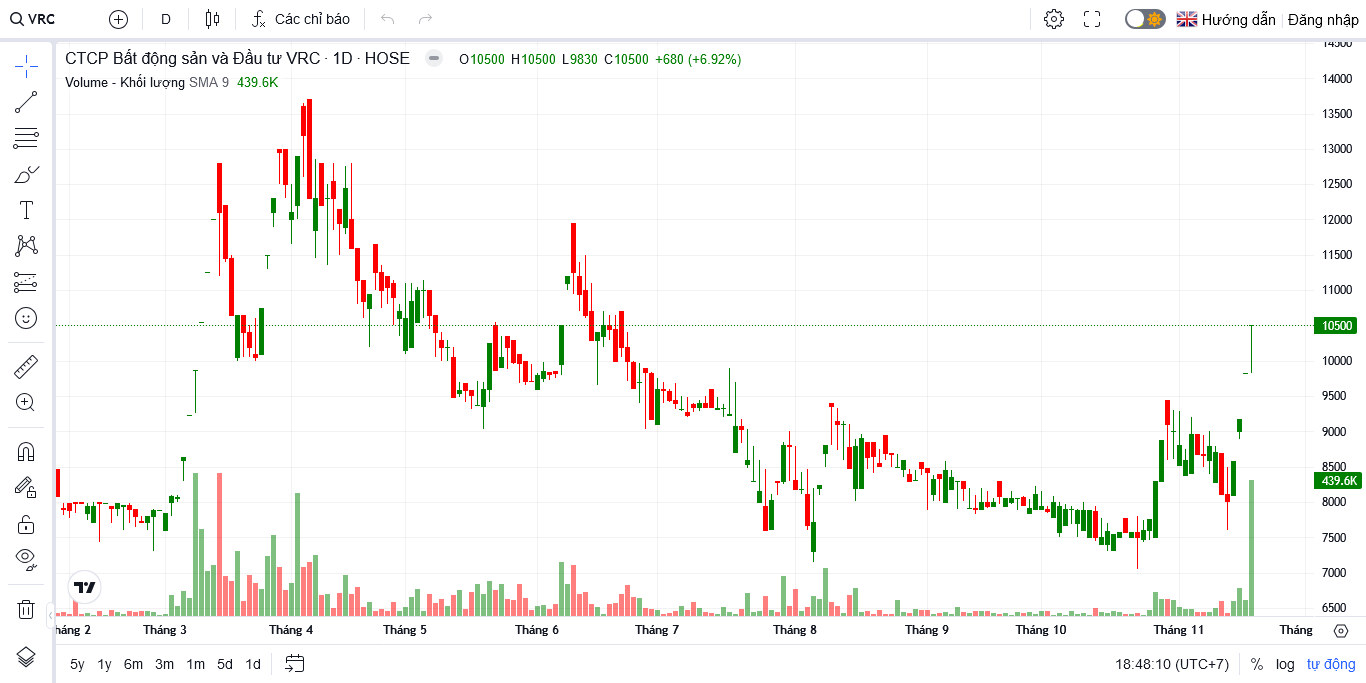 VRC D Các chỉ báo Hướng dẫn Đăng nhập
CTCP Bất động sản và Đầu tư VRC · 1D · HOSE O10500 H10500 L9830 C10500 +680 (+6.92%)
Volume - Khối lượng SMA 9 439.6K
14500
14000
13500
13000
12500
12000
11500
11000
10500
10000
9500
9000
8500
439.6K
8000
7500
7000
6500
háng 2 Tháng 3 Tháng 4 Tháng 5 Tháng 6 Tháng 7 Tháng 8 Tháng 9 Tháng 10 Tháng 11 Tháng
5y 1y 6m 3m 1m 5d 1d 18:48:10 (UTC+7) % log tự động